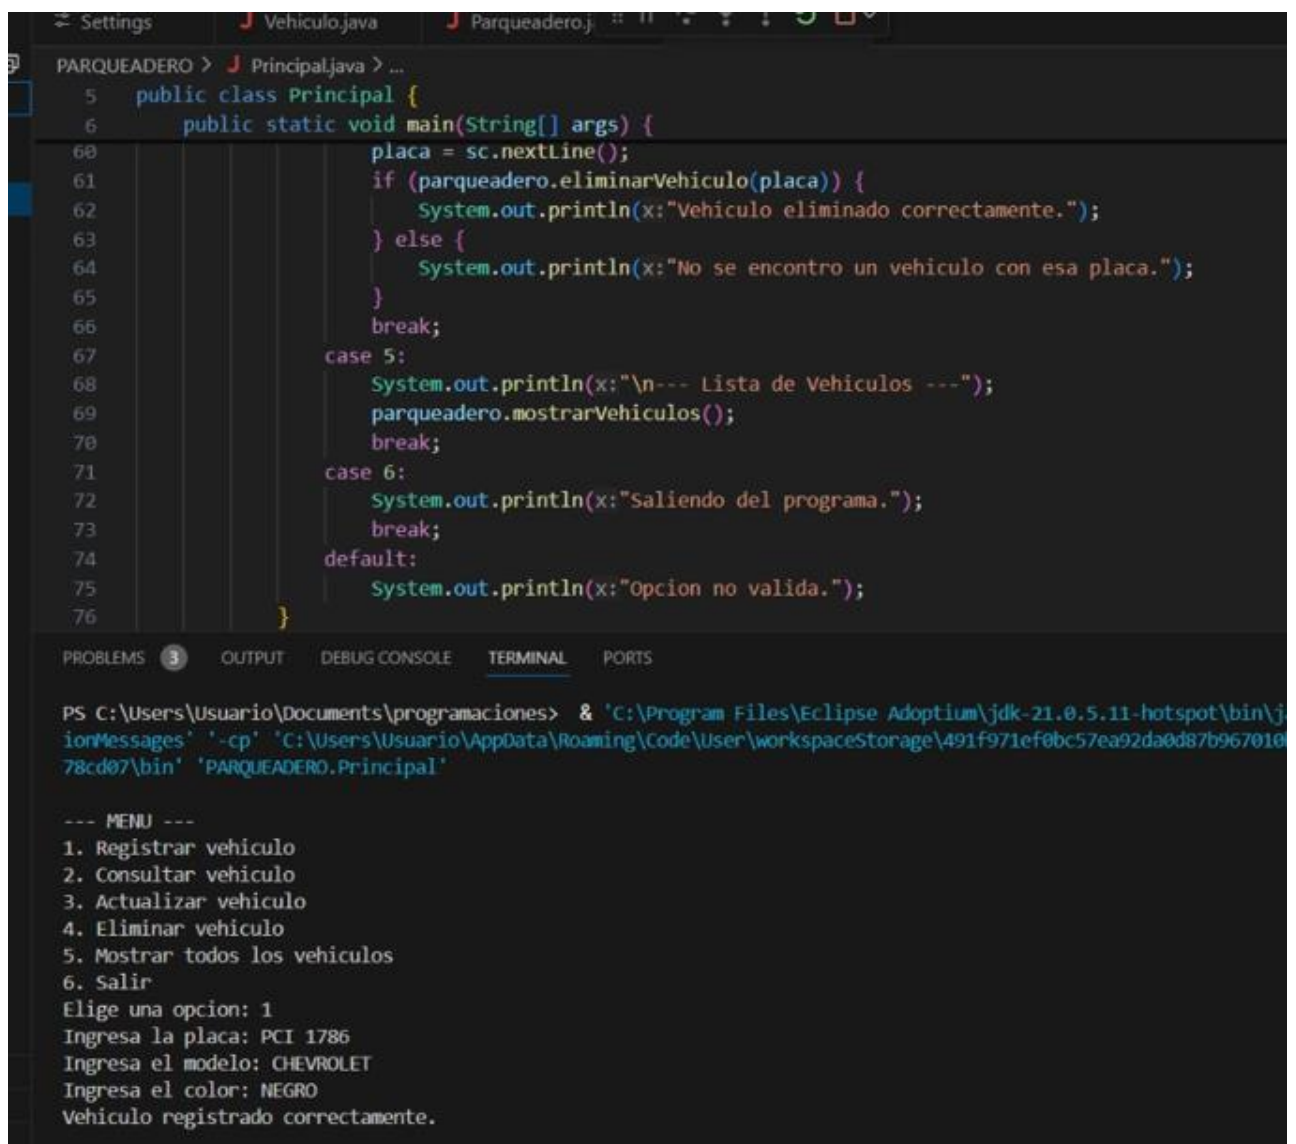 Settings J Vehiculo.java J Parqueadero.j
PARQUEADERO > J Principal.java > ...
5 public class Principal {
6 public static void main(String[] args) {
60 placa = sc.nextLine();
61 if (parqueadero.eliminarVehiculo(placa)) {
62 System.out.println(x:"Vehiculo eliminado correctamente.");
63 } else {
64 System.out.println(x:"No se encontro un vehiculo con esa placa.");
65 }
66 break;
67 case 5:
68 System.out.println(x:"\n--- Lista de Vehiculos ---");
69 parqueadero.mostrarVehiculos();
70 break;
71 case 6:
72 System.out.println(x:"Saliendo del programa.");
73 break;
74 default:
75 System.out.println(x:"Opcion no valida.");
76 }
PROBLEMS 3 OUTPUT DEBUG CONSOLE TERMINAL PORTS
PS C:\Users\Usuario\Documents\programaciones> & 'C:\Program Files\Eclipse Adoptium\jdk-21.0.5.11-hotspot\bin\j
ionMessages' '-cp' 'C:\Users\Usuario\AppData\Roaming\Code\User\workspaceStorage\491f971ef0bc57ea92da0d87b967010
78cd07\bin' 'PARQUEADERO.Principal'
--- MENU ---
1. Registrar vehiculo
2. Consultar vehiculo
3. Actualizar vehiculo
4. Eliminar vehiculo
5. Mostrar todos los vehiculos
6. Salir
Elige una opcion: 1
Ingresa la placa: PCI 1786
Ingresa el modelo: CHEVROLET
Ingresa el color: NEGRO
Vehiculo registrado correctamente.